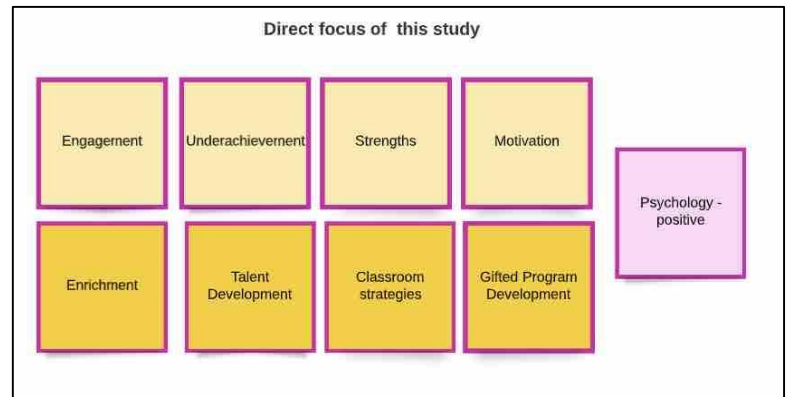 Direct focus of  this study
Engagement
Underachievement
Strengths
Motivation
Psychology -
positive
Enrichment
Talent
Development
Classroom
strategies
Gifted Program
Development